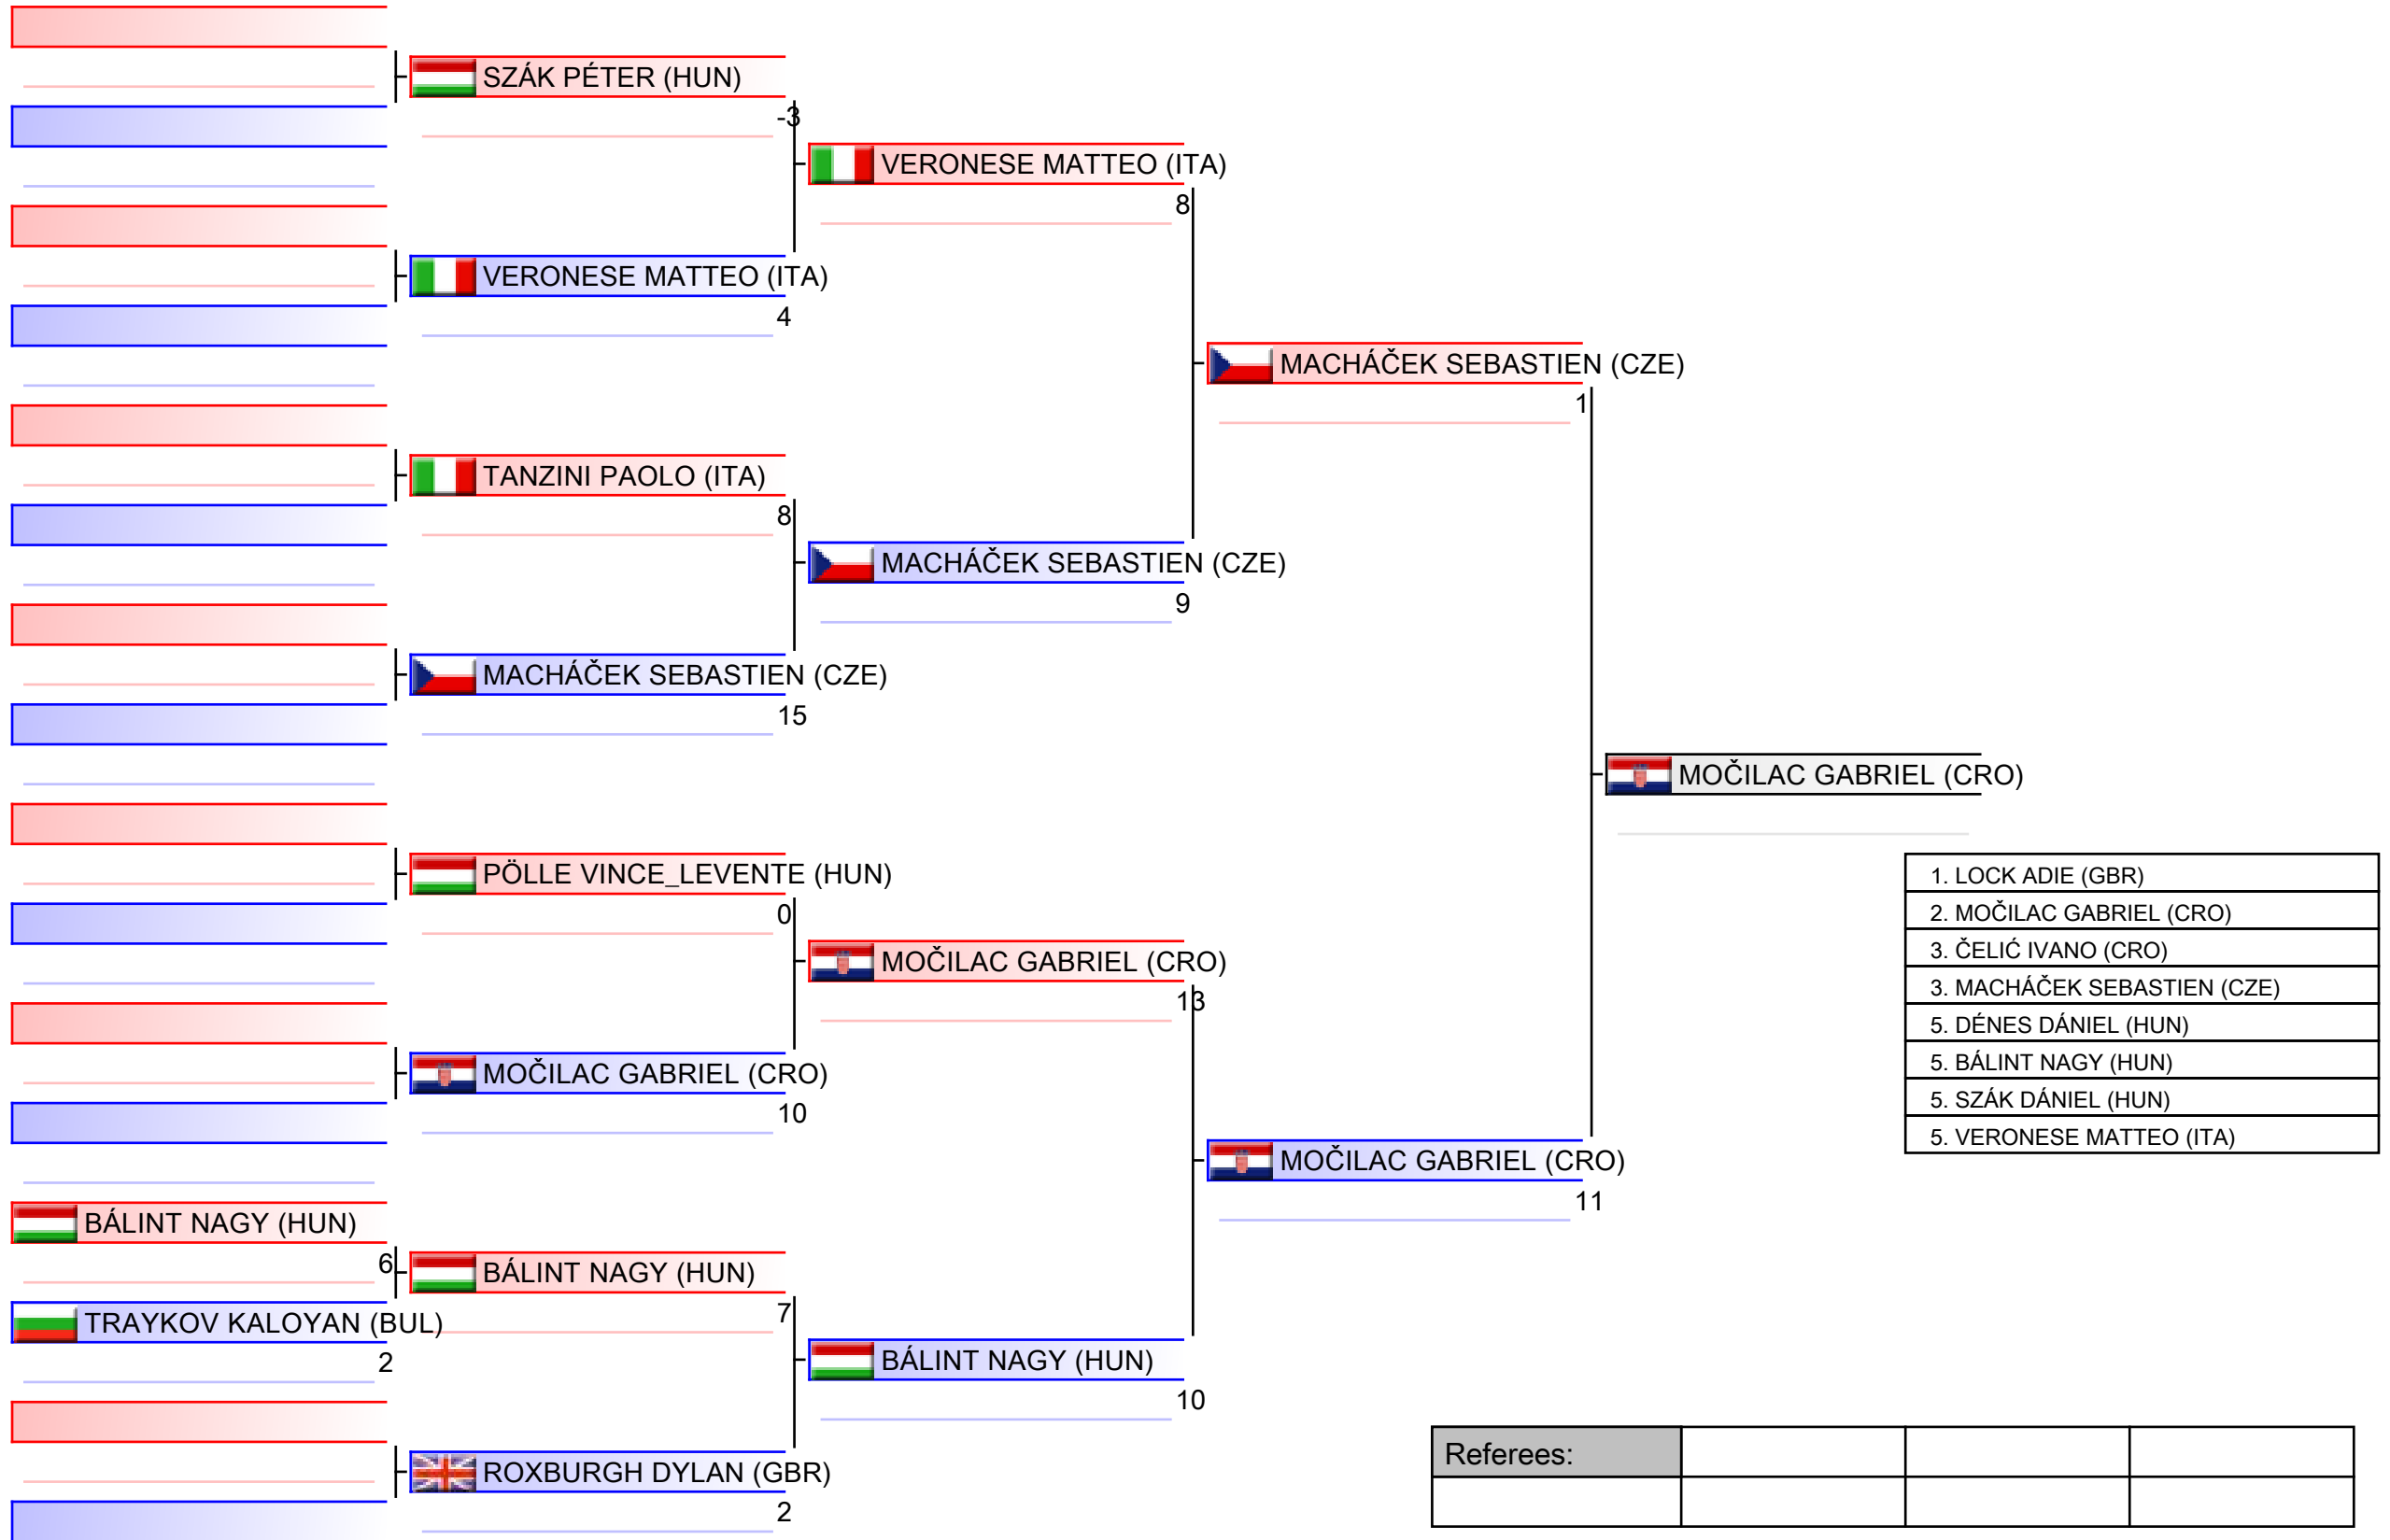 SZÁK PÉTER (HUN)
-3
VERONESE MATTEO (ITA)
8
VERONESE MATTEO (ITA)
4
MACHÁČEK SEBASTIEN (CZE)
1
TANZINI PAOLO (ITA)
8
MACHÁČEK SEBASTIEN (CZE)
9
MACHÁČEK SEBASTIEN (CZE)
15
MOČILAC GABRIEL (CRO)
PÖLLE VINCE_LEVENTE (HUN)
0
MOČILAC GABRIEL (CRO)
13
MOČILAC GABRIEL (CRO)
10
MOČILAC GABRIEL (CRO)
11
1. LOCK ADIE (GBR)
2. MOČILAC GABRIEL (CRO)
3. ČELIĆ IVANO (CRO)
3. MACHÁČEK SEBASTIEN (CZE)
5. DÉNES DÁNIEL (HUN)
5. BÁLINT NAGY (HUN)
5. SZÁK DÁNIEL (HUN)
5. VERONESE MATTEO (ITA)
BÁLINT NAGY (HUN)
6
BÁLINT NAGY (HUN)
7
TRAYKOV KALOYAN (BUL)
2
BÁLINT NAGY (HUN)
10
ROXBURGH DYLAN (GBR)
2
Referees: